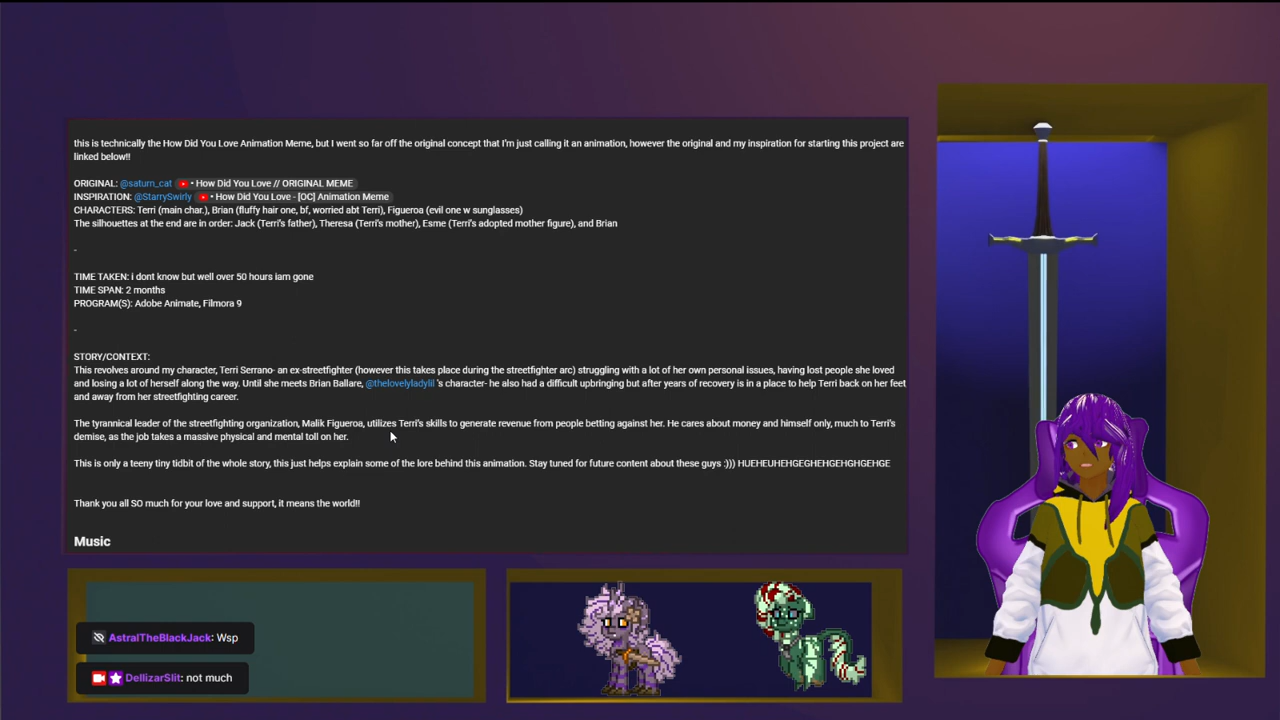 this is technically the How Did You Love Animation Meme, but I went so far off the original concept that I'm just calling it an animation, however the original and my inspiration for starting this project are
linked below!!
ORIGINAL: @saturn_cat • How Did You Love // ORIGINAL MEME
INSPIRATION: @StarrySwirly • How Did You Love - [OC] Animation Meme
CHARACTERS: Terri (main char.), Brian (fluffy hair one, bf, worried abt Terri), Figueroa (evil one w sunglasses)
The silhouettes at the end are in order: Jack (Terri's father), Theresa (Terri's mother), Esme (Terri's adopted mother figure), and Brian
-
TIME TAKEN: i dont know but well over 50 hours iam gone
TIME SPAN: 2 months
PROGRAM(S): Adobe Animate, Filmora 9
-
STORY/CONTEXT:
This revolves around my character, Terri Serrano- an ex-streetfighter (however this takes place during the streetfighter arc) struggling with a lot of her own personal issues, having lost people she loved
and losing a lot of herself along the way. Until she meets Brian Ballare, @thelovelyladylil 's character- he also had a difficult upbringing but after years of recovery is in a place to help Terri back on her feet
and away from her streetfighting career.
The tyrannical leader of the streetfighting organization, Malik Figueroa, utilizes Terri's skills to generate revenue from people betting against her. He cares about money and himself only, much to Terri's
demise, as the job takes a massive physical and mental toll on her.
This is only a teeny tiny tidbit of the whole story, this just helps explain some of the lore behind this animation. Stay tuned for future content about these guys :))) HUEHEUHEHGEGHEHGEHGHGEHGE
Thank you all SO much for your love and support, it means the world!!
Music
AstralTheBlackJack: Wsp
DellizarSlit: not much